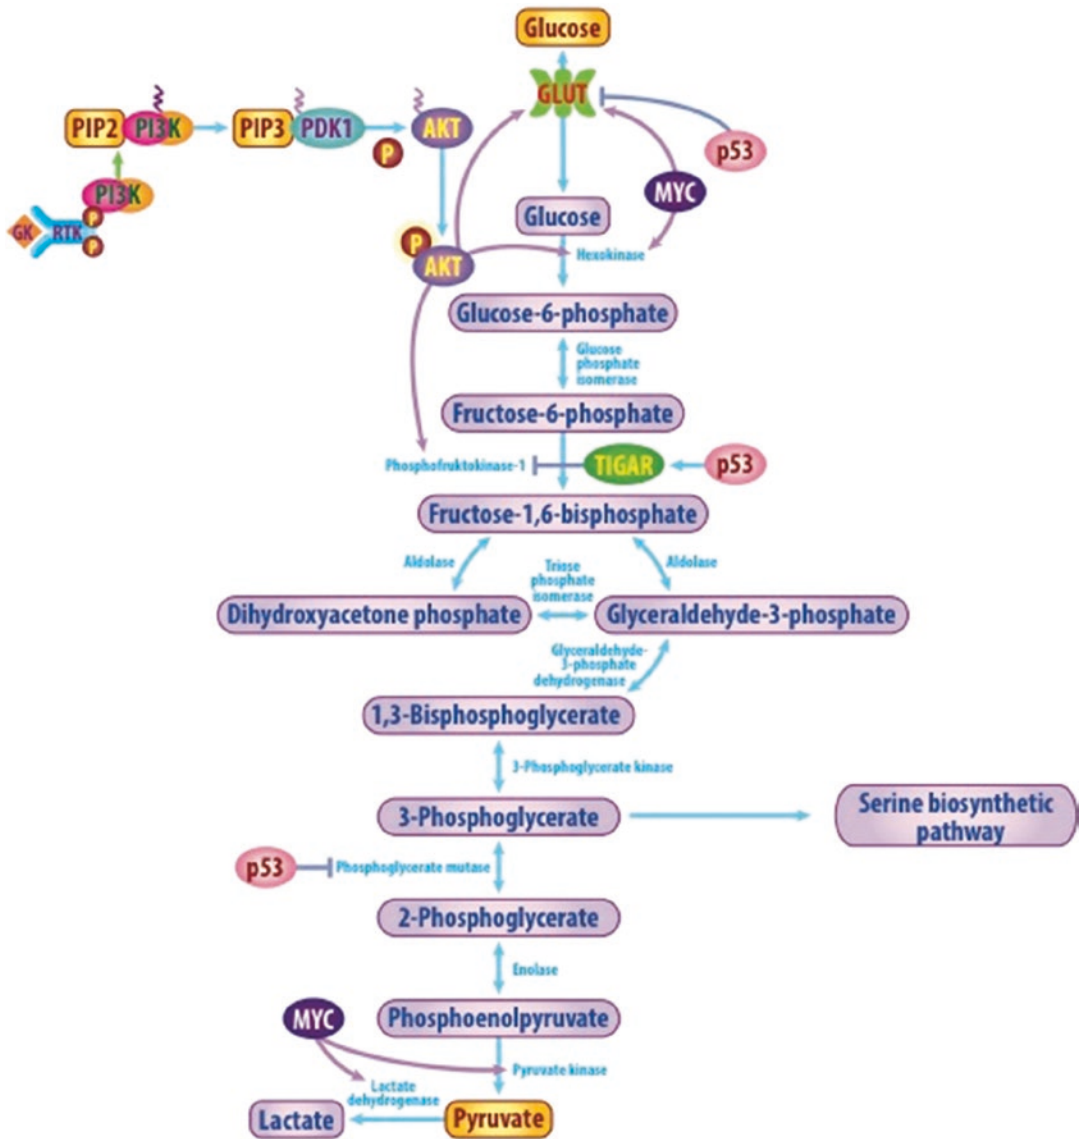 Glucose
GLUT
PIP2 PI3K
PIP3 PDK1
AKT
P
p53
PI3K
MYC
GK RTK P
P
Glucose
P
AKT
Hexokinase
Glucose-6-phosphate
Glucose
phosphate
isomerase
Fructose-6-phosphate
Phosphofruktokinase-1
TIGAR
p53
Fructose-1,6-bisphosphate
Aldolase
Triose
phosphate
isomerase
Aldolase
Dihydroxyacetone phosphate
Glyceraldehyde-3-phosphate
Glyceraldehyde-
3-phosphate
dehydrogenase
1,3-Bisphosphoglycerate
3-Phosphoglycerate kinase
3-Phosphoglycerate
Serine biosynthetic
pathway
p53
Phosphoglycerate mutase
2-Phosphoglycerate
Enolase
MYC
Phosphoenolpyruvate
Pyruvate kinase
Lactate
dehydrogenase
Lactate
Pyruvate